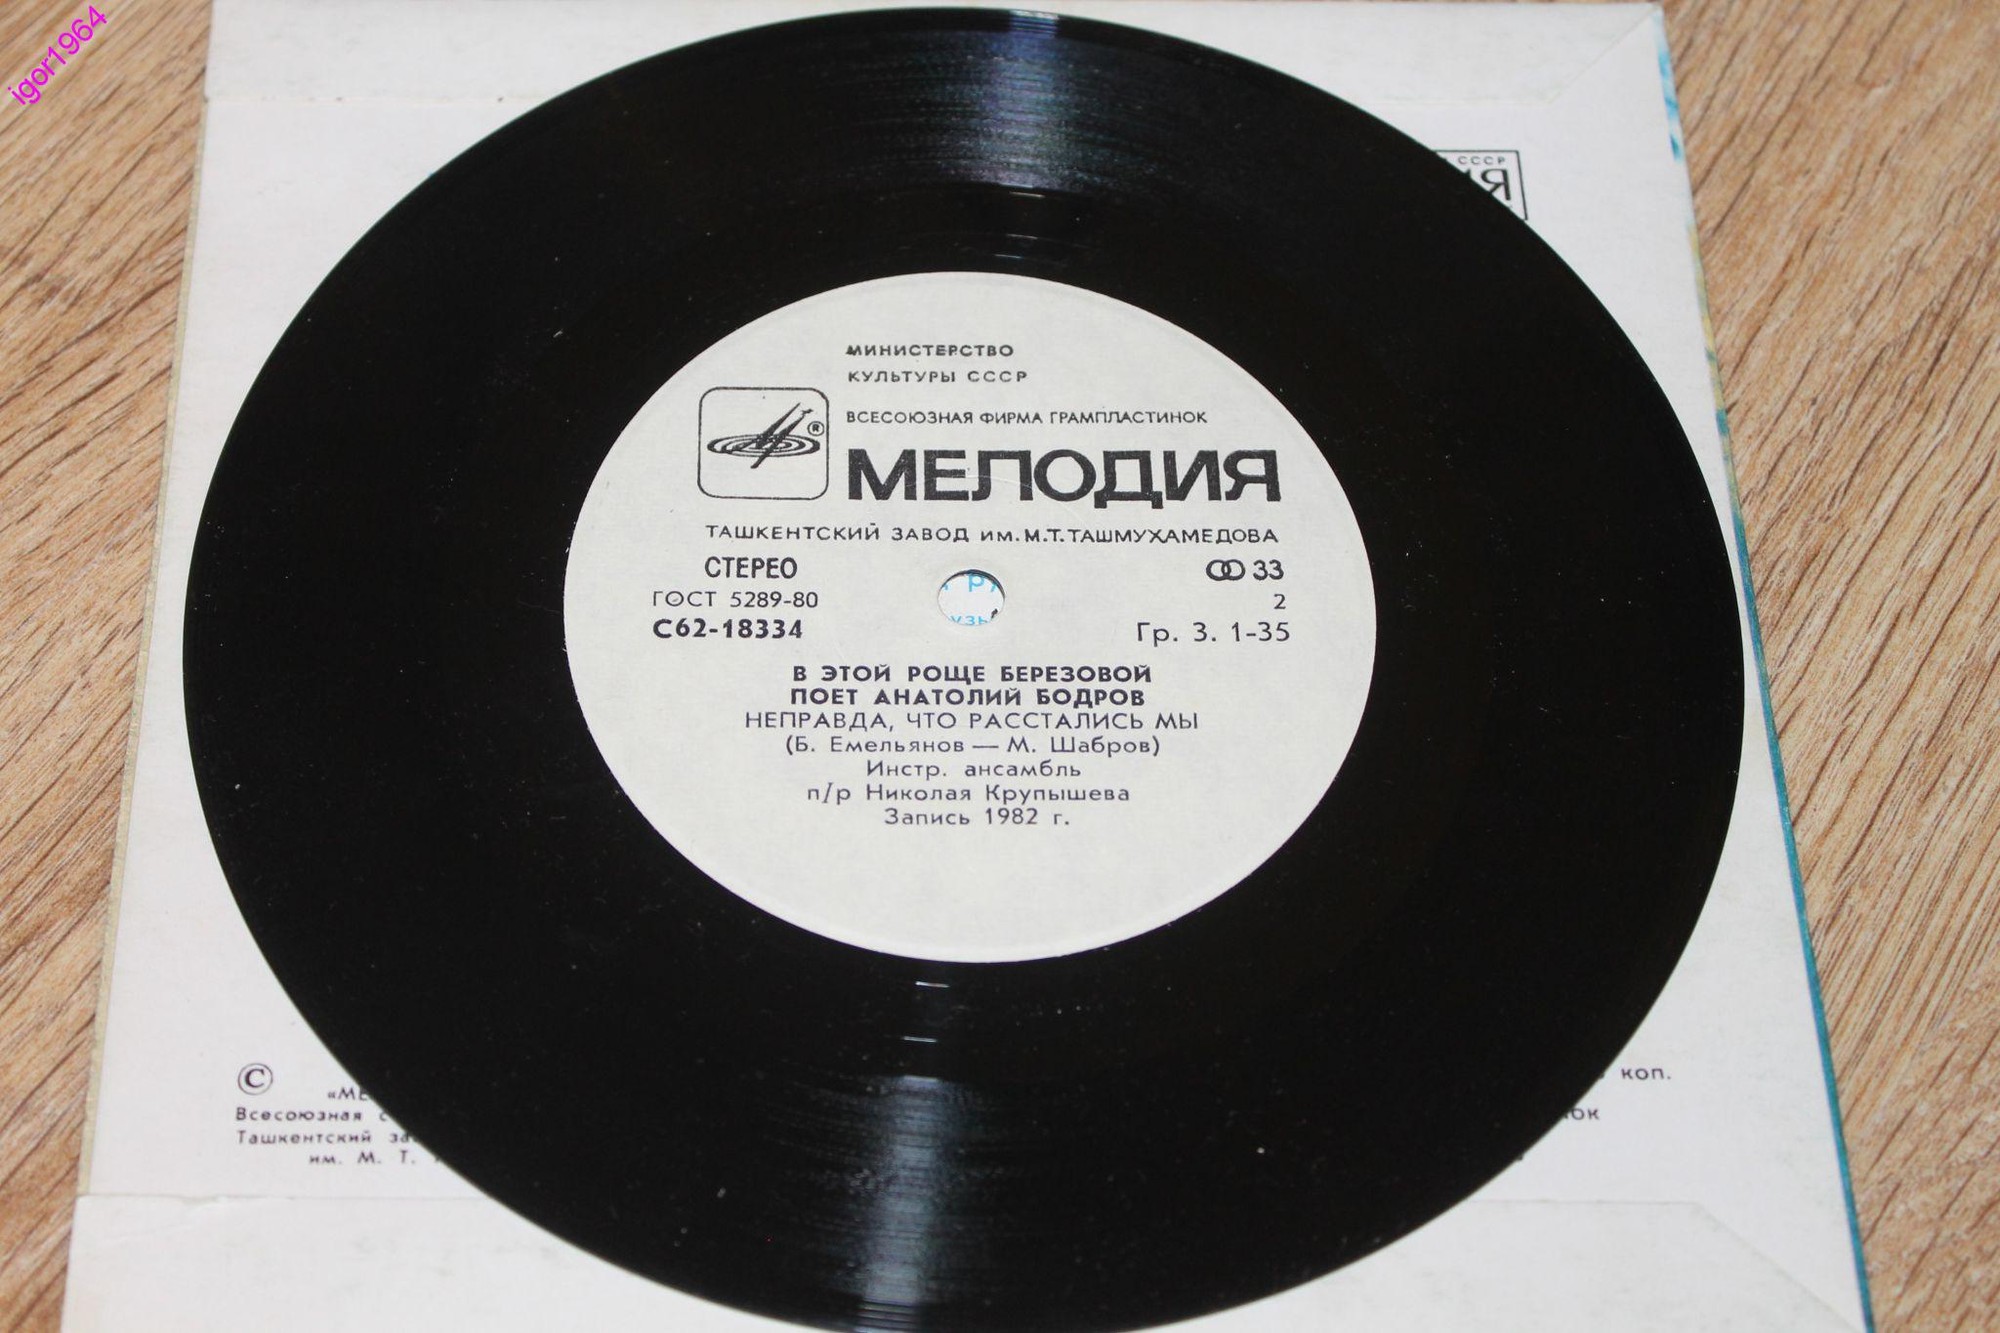 igor1964
СССР
МИНИСТЕРСТВО
КУЛЬТУРЫ СССР
ВСЕСОЮЗНАЯ ФИРМА ГРАМПЛАСТИНОК
®
МЕЛОДИЯ
ТАШКЕНТСКИЙ ЗАВОД ИМ. М.Т. ТАШМУХАМЕДОВА
СТЕРЕО 33
ГОСТ 5289-80 2
С62-18334 Гр. 3. 1-35
В ЭТОЙ РОЩЕ БЕРЕЗОВОЙ
ПОЕТ АНАТОЛИЙ БОДРОВ
НЕПРАВДА, ЧТО РАССТАЛИСЬ МЫ
(Б. Емельянов — М. Шабров)
Инстр. ансамбль
п/р Николая Крупышева
Запись 1982 г.
©
коп.
Всесоюзная
Ташкентский
им. М. Т.